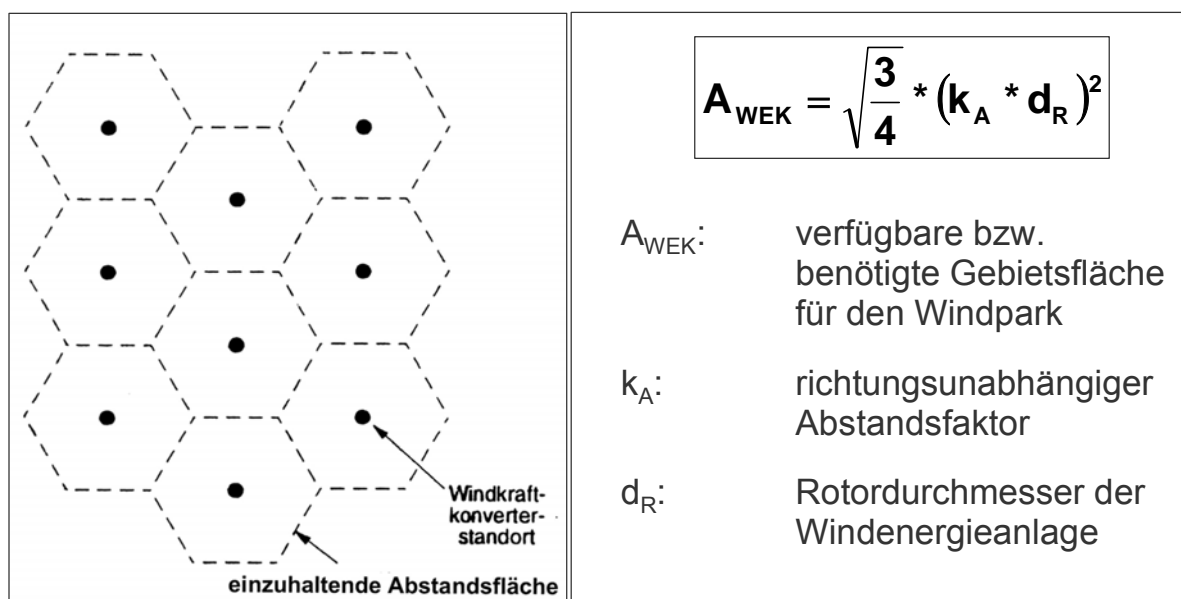 Windkraft-
konverter-
standort
einzuhaltende Abstandsfläche
A_WEK = √(3/4) * (k_A * d_R)²
A_WEK: verfügbare bzw.
benötigte Gebietsfläche
für den Windpark
k_A: richtungsunabhängiger
Abstandsfaktor
d_R: Rotordurchmesser der
Windenergieanlage